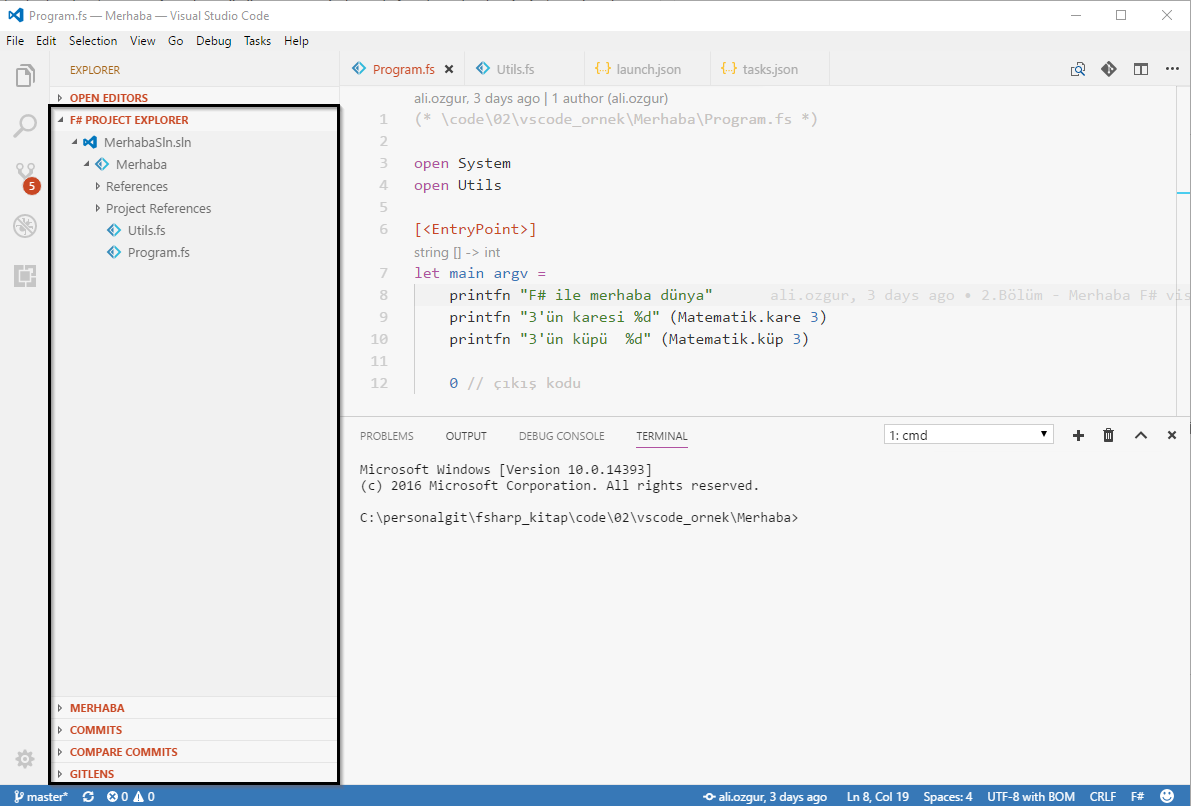 Program.fs — Merhaba — Visual Studio Code
File Edit Selection View Go Debug Tasks Help
EXPLORER
OPEN EDITORS
F# PROJECT EXPLORER
MerhabaSln.sln
Merhaba
References
Project References
Utils.fs
Program.fs
MERHABA
COMMITS
COMPARE COMMITS
GITLENS
5
Program.fs Utils.fs launch.json tasks.json
ali.ozgur, 3 days ago | 1 author (ali.ozgur)
1 (* \code\02\vscode_ornek\Merhaba\Program.fs *)
2
3 open System
4 open Utils
5
6 [<EntryPoint>]
string [] -> int
7 let main argv =
8 printfn "F# ile merhaba dünya" ali.ozgur, 3 days ago • 2.Bölüm - Merhaba F# vis
9 printfn "3'ün karesi %d" (Matematik.kare 3)
10 printfn "3'ün küpü  %d" (Matematik.küp 3)
11
12 0 // çıkış kodu
PROBLEMS OUTPUT DEBUG CONSOLE TERMINAL 1: cmd
Microsoft Windows [Version 10.0.14393]
(c) 2016 Microsoft Corporation. All rights reserved.
C:\personalgit\fsharp_kitap\code\02\vscode_ornek\Merhaba>
master* 0 0 ali.ozgur, 3 days ago Ln 8, Col 19 Spaces: 4 UTF-8 with BOM CRLF F#